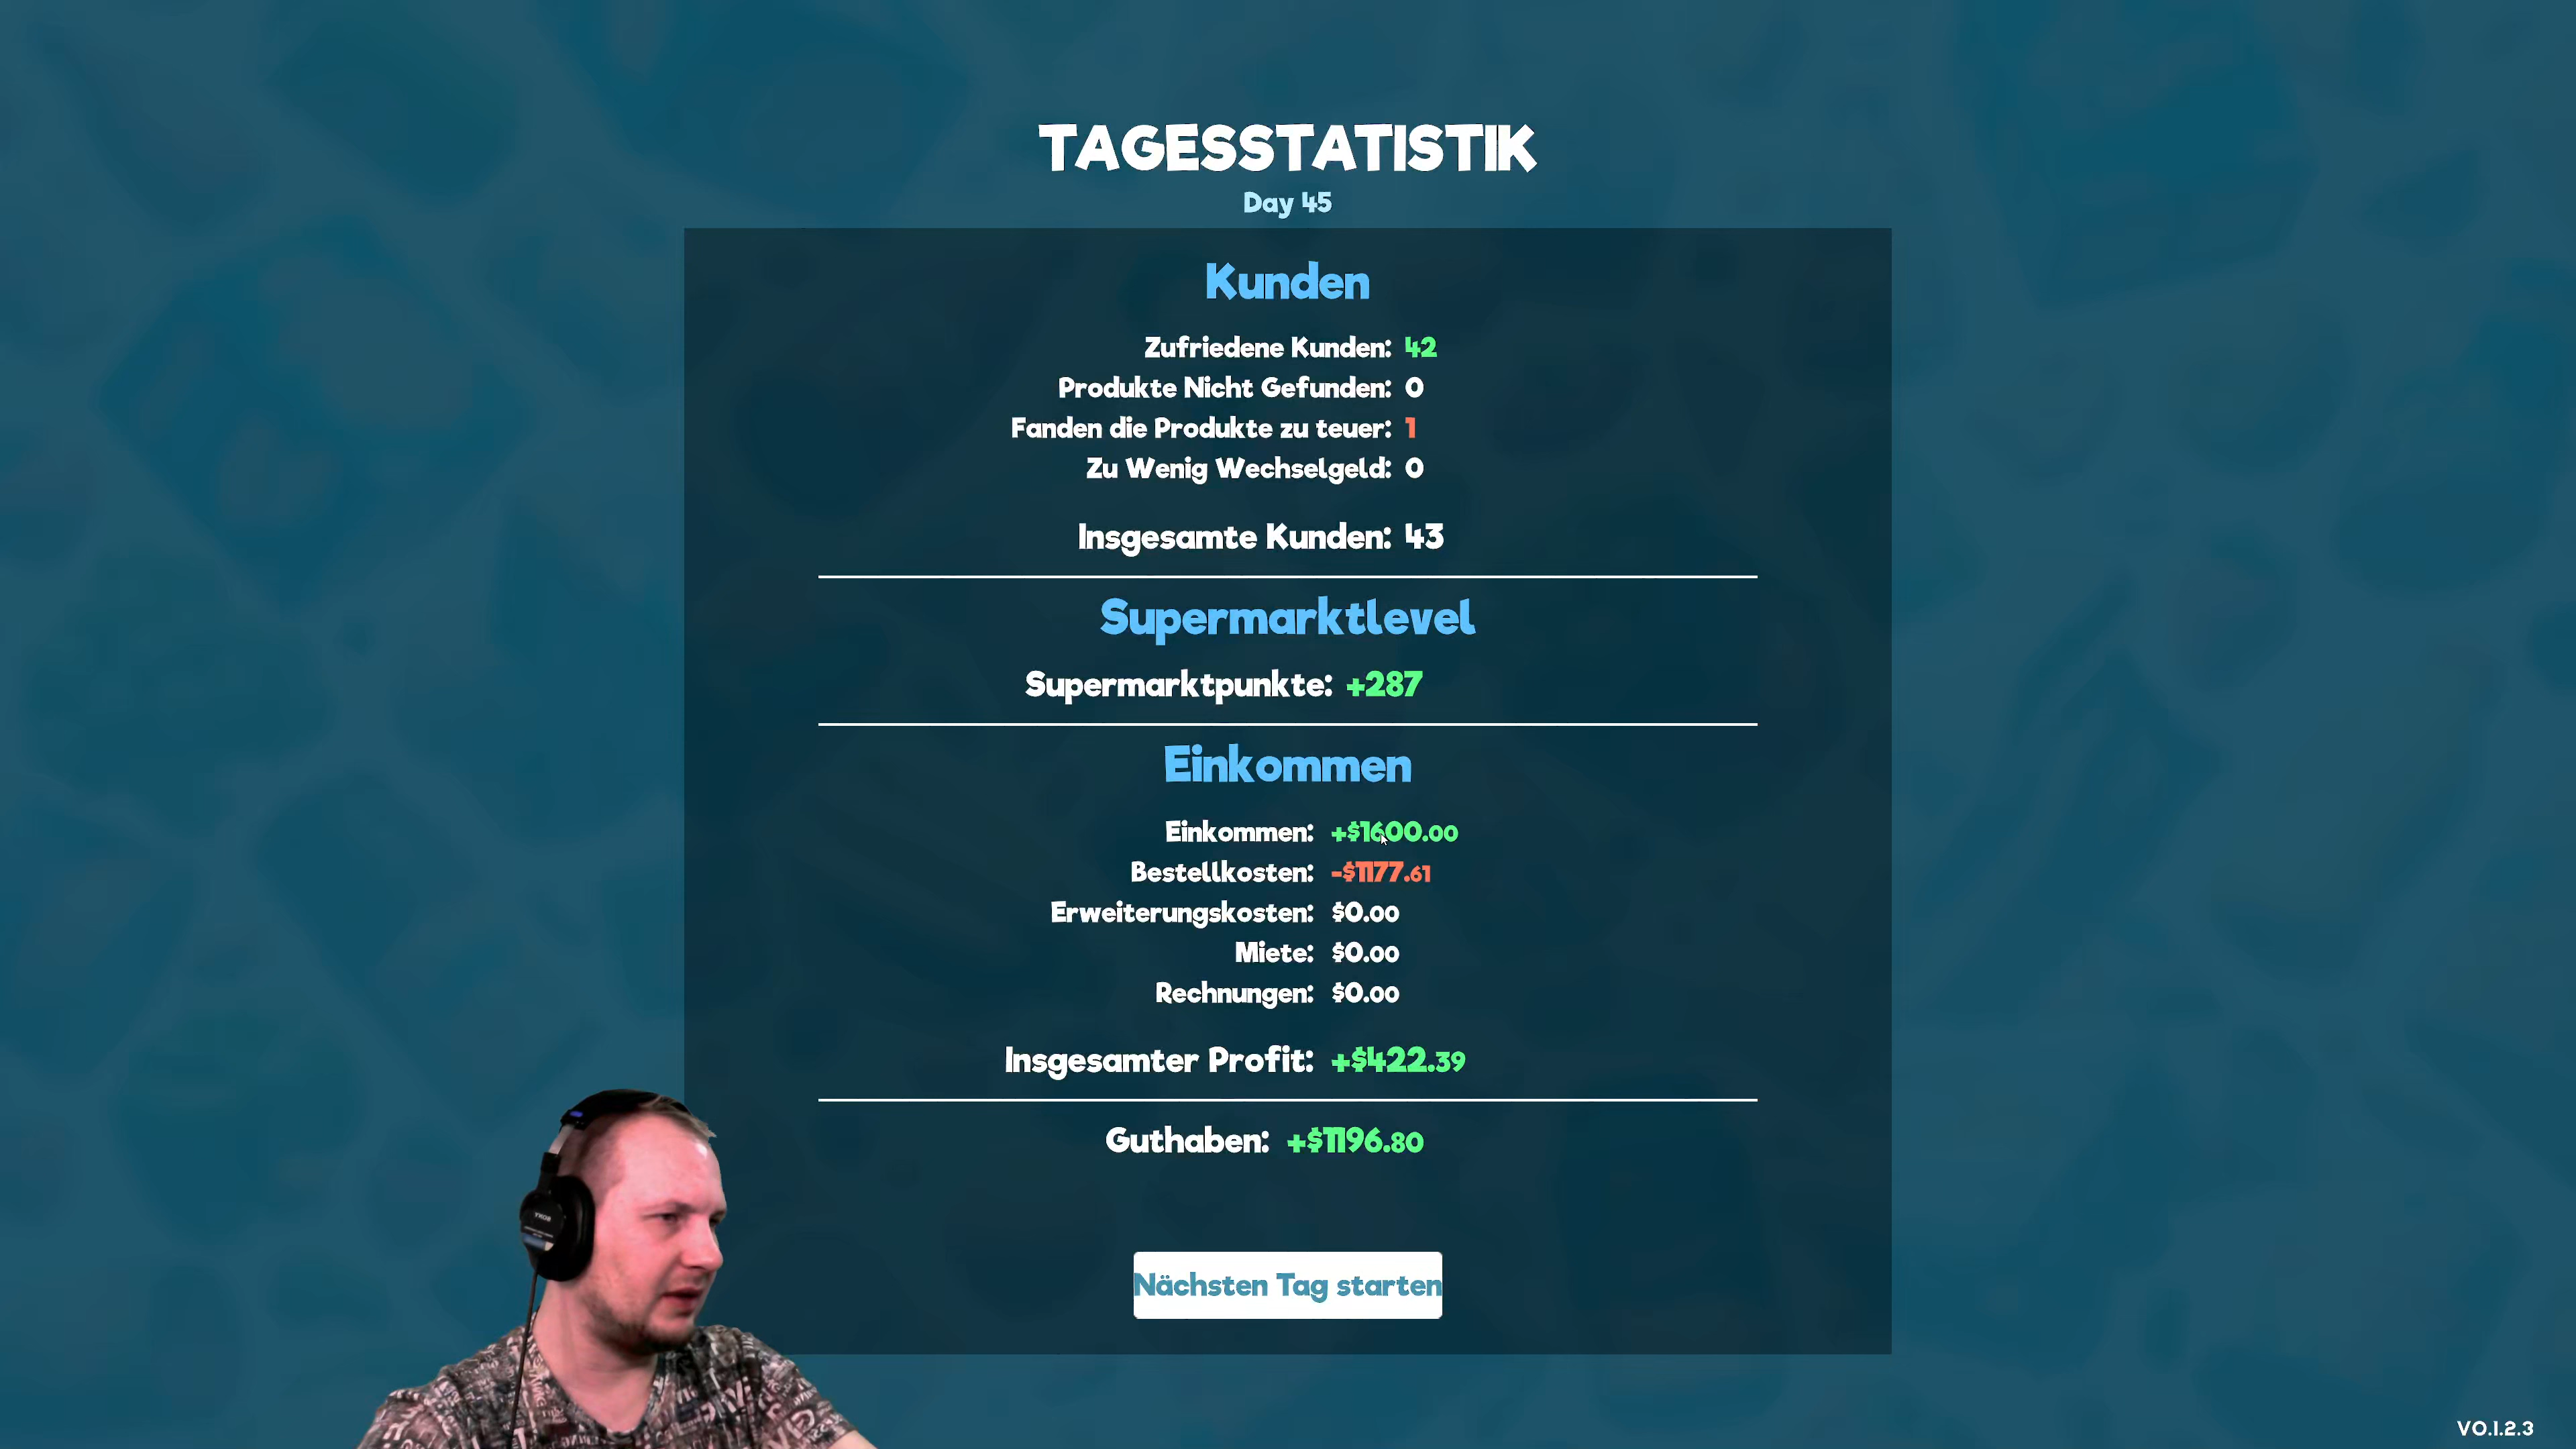 TAGESSTATISTIK
Day 45
Kunden
Zufriedene Kunden: 42
Produkte Nicht Gefunden: 0
Fanden die Produkte zu teuer: 1
Zu Wenig Wechselgeld: 0
Insgesamte Kunden: 43
Supermarktlevel
Supermarktpunkte: +287
Einkommen
Einkommen: +$1600.00
Bestellkosten: -$1177.61
Erweiterungskosten: $0.00
Miete: $0.00
Rechnungen: $0.00
Insgesamter Profit: +$422.39
Guthaben: +$1196.80
Nächsten Tag starten
V0.1.2.3